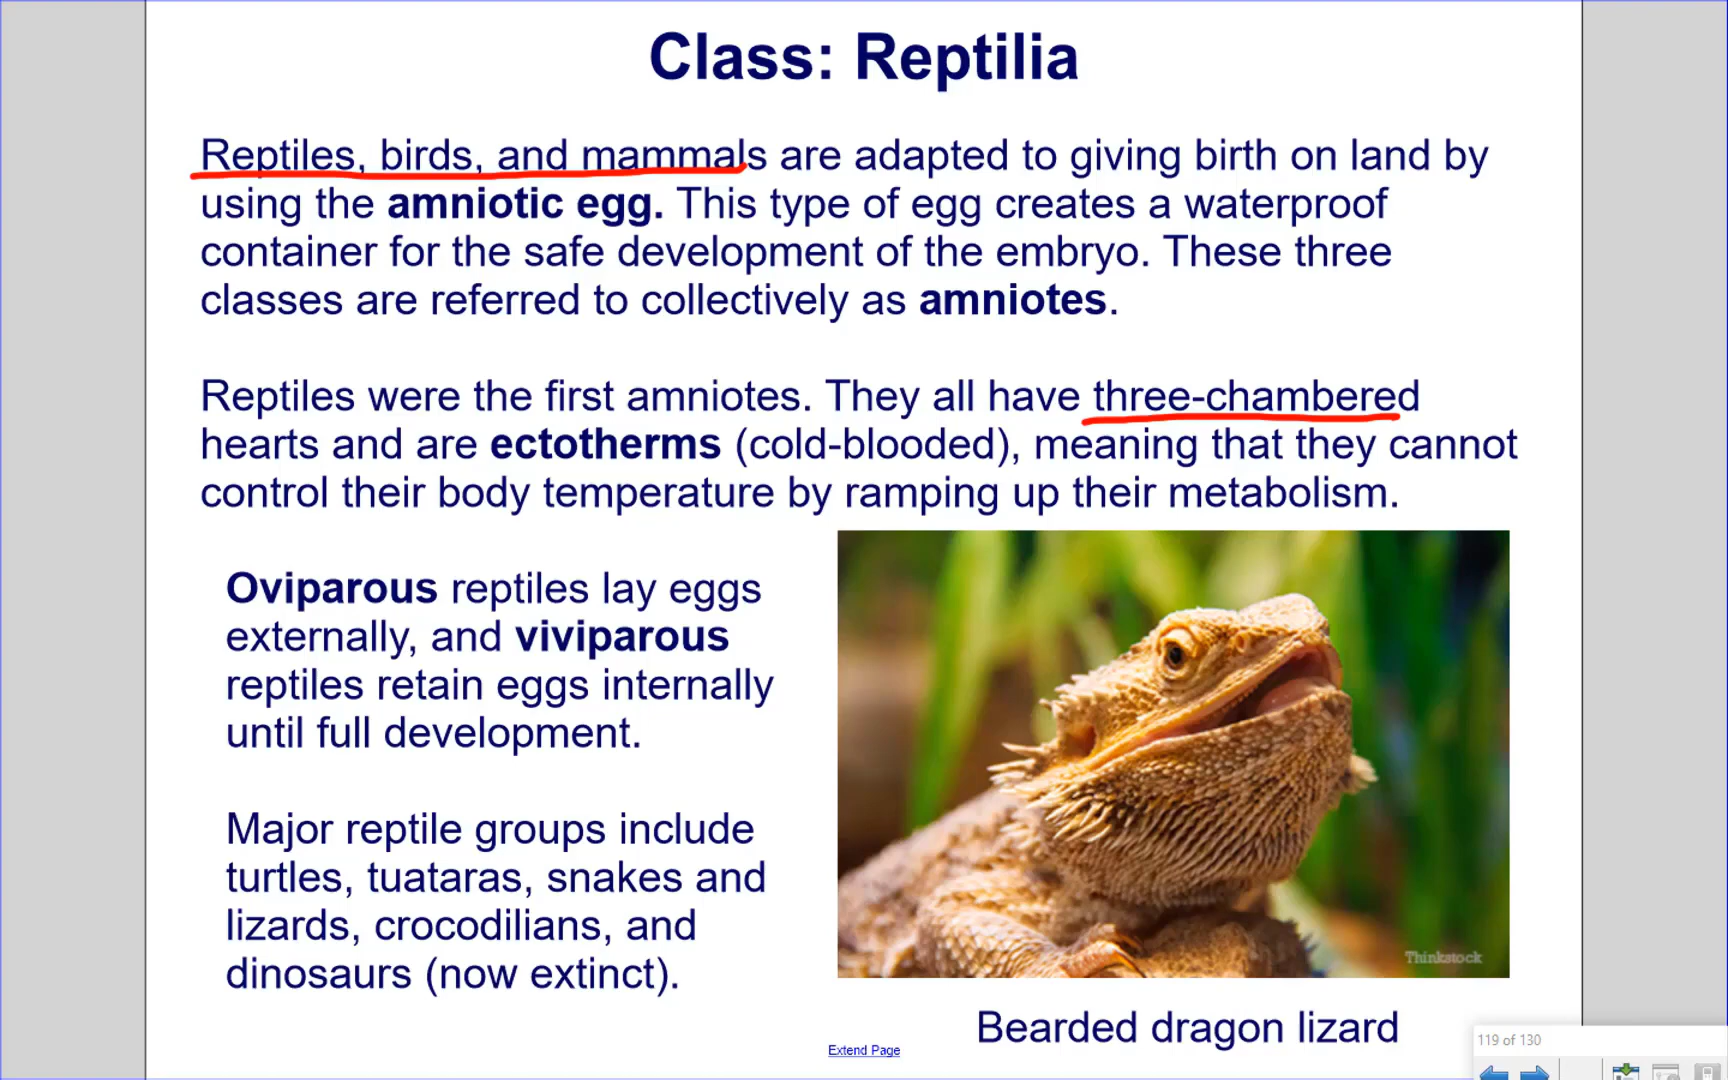 Class: Reptilia
Reptiles, birds, and mammals are adapted to giving birth on land by
using the amniotic egg. This type of egg creates a waterproof
container for the safe development of the embryo. These three
classes are referred to collectively as amniotes.
Reptiles were the first amniotes. They all have three-chambered
hearts and are ectotherms (cold-blooded), meaning that they cannot
control their body temperature by ramping up their metabolism.
Oviparous reptiles lay eggs
externally, and viviparous
reptiles retain eggs internally
until full development.
Major reptile groups include
turtles, tuataras, snakes and
lizards, crocodilians, and
dinosaurs (now extinct).
Thinkstock
Bearded dragon lizard
Extend Page
119 of 130